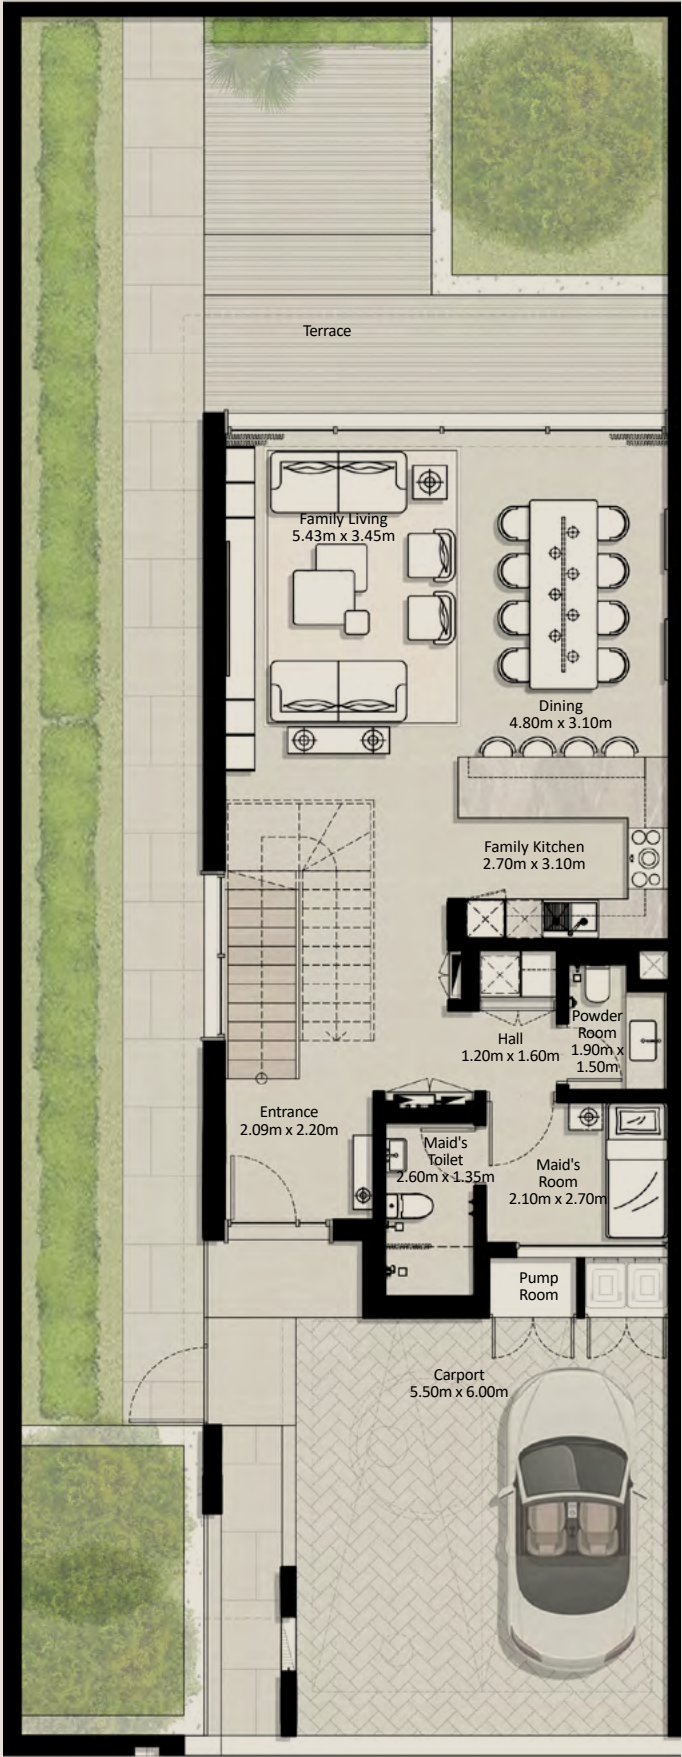 Terrace
Family Living
5.43m x 3.45m
Dining
4.80m x 3.10m
Family Kitchen
2.70m x 3.10m
Powder
Room
1.90m x
1.50m
Hall
1.20m x 1.60m
Entrance
2.09m x 2.20m
Maid's
Toilet
2.60m x 1.35m
Maid's
Room
2.10m x 2.70m
Pump
Room
Carport
5.50m x 6.00m